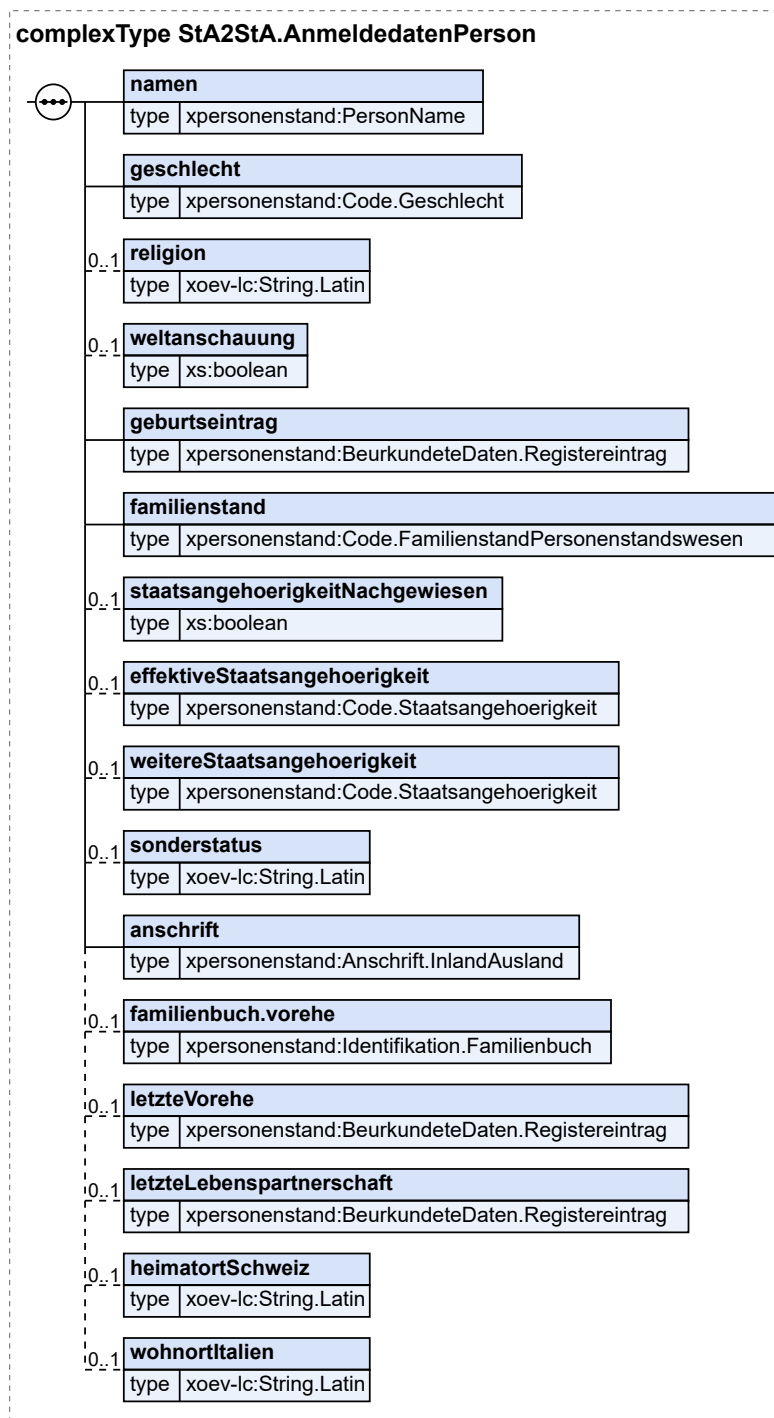 complexType StA2StA.AnmeldedatenPerson
namen
type xpersonenstand:PersonName
geschlecht
type xpersonenstand:Code.Geschlecht
0..1 religion
type xoev-lc:String.Latin
0..1 weltanschauung
type xs:boolean
geburtseintrag
type xpersonenstand:BeurkundeteDaten.Registereintrag
familienstand
type xpersonenstand:Code.FamilienstandPersonenstandswesen
0..1 staatsangehoerigkeitNachgewiesen
type xs:boolean
0..1 effektiveStaatsangehoerigkeit
type xpersonenstand:Code.Staatsangehoerigkeit
0..1 weitereStaatsangehoerigkeit
type xpersonenstand:Code.Staatsangehoerigkeit
0..1 sonderstatus
type xoev-lc:String.Latin
anschrift
type xpersonenstand:Anschrift.InlandAusland
0..1 familienbuch.vorehe
type xpersonenstand:Identifikation.Familienbuch
0..1 letzteVorehe
type xpersonenstand:BeurkundeteDaten.Registereintrag
0..1 letzteLebenspartnerschaft
type xpersonenstand:BeurkundeteDaten.Registereintrag
0..1 heimatortSchweiz
type xoev-lc:String.Latin
0..1 wohnortItalien
type xoev-lc:String.Latin